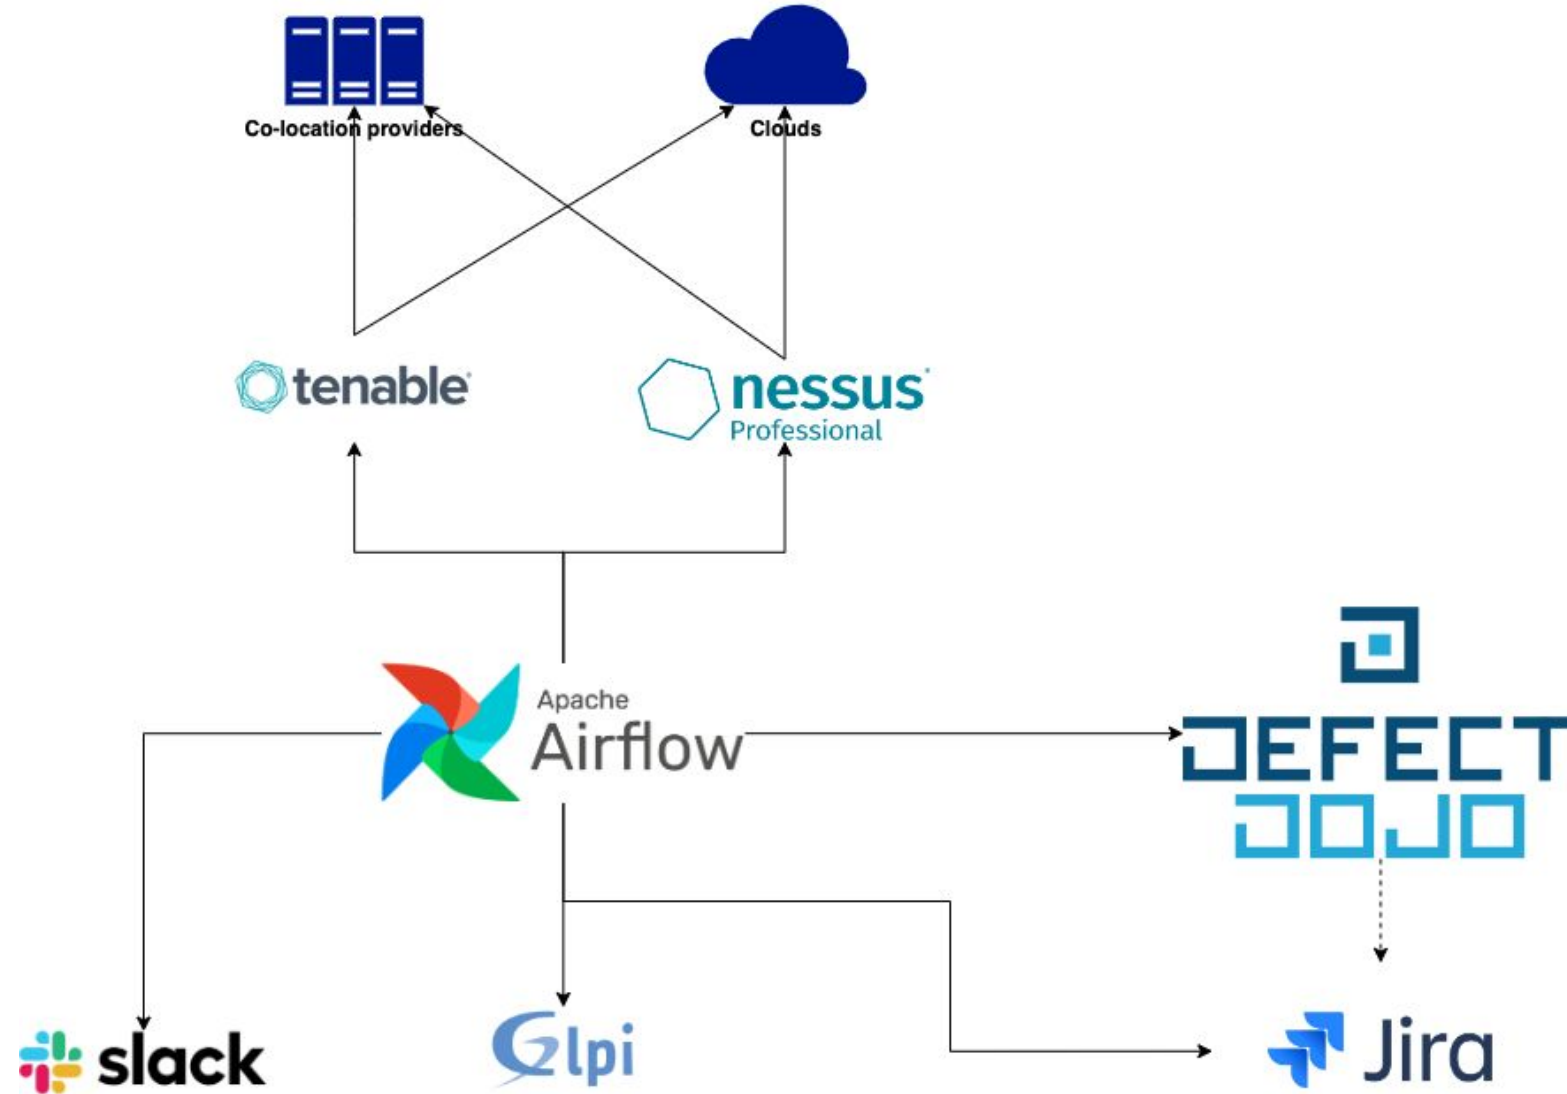 Co-location providers
Clouds
tenable
nessus
Professional
Apache
Airflow
DEFECT
DOJO
slack
Glpi
Jira